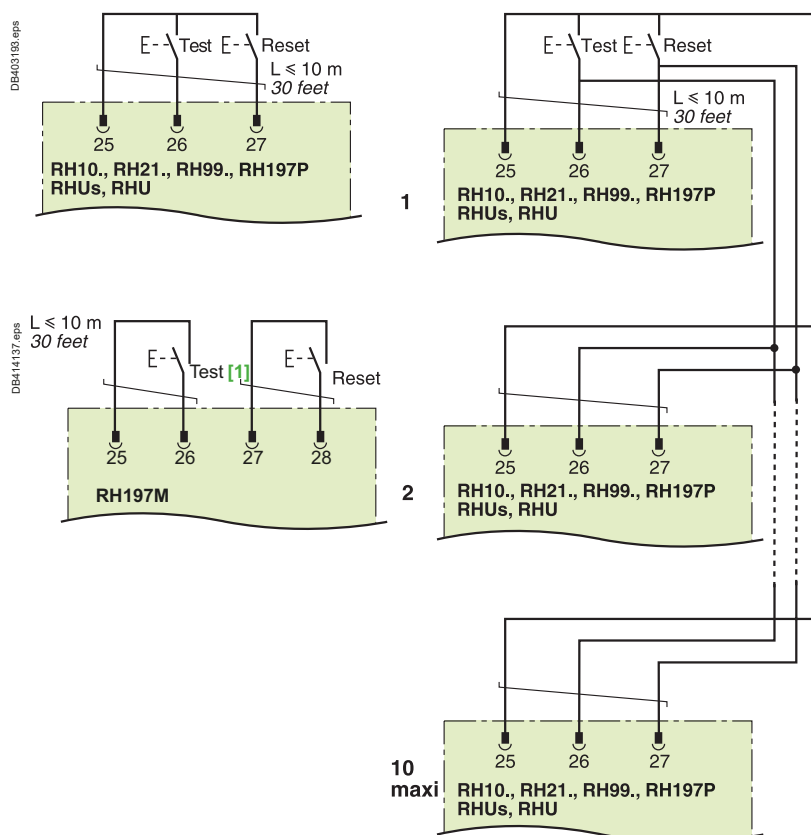 DB403193.eps
E-- Test E-- Reset
L ⩽ 10 m
30 feet
25 26 27
RH10., RH21., RH99., RH197P
RHUs, RHU
DB414137.eps
L ⩽ 10 m
30 feet
E-- Test [1] E-- Reset
25 26 27 28
RH197M
1
E-- Test E-- Reset
L ⩽ 10 m
30 feet
25 26 27
RH10., RH21., RH99., RH197P
RHUs, RHU
2
25 26 27
RH10., RH21., RH99., RH197P
RHUs, RHU
10
maxi
25 26 27
RH10., RH21., RH99., RH197P
RHUs, RHU